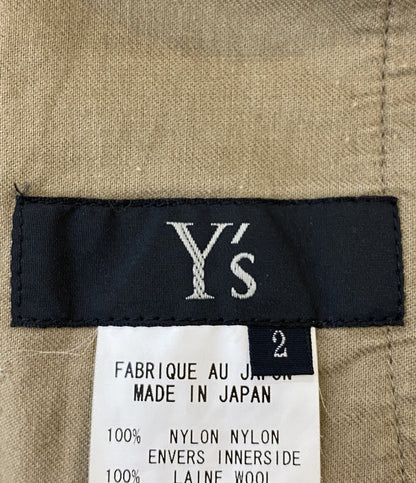 Y's
2
FABRIQUE AU JAPON
MADE IN JAPAN
100% NYLON NYLON
ENVERS INNERSIDE
100% LAINE WOOL